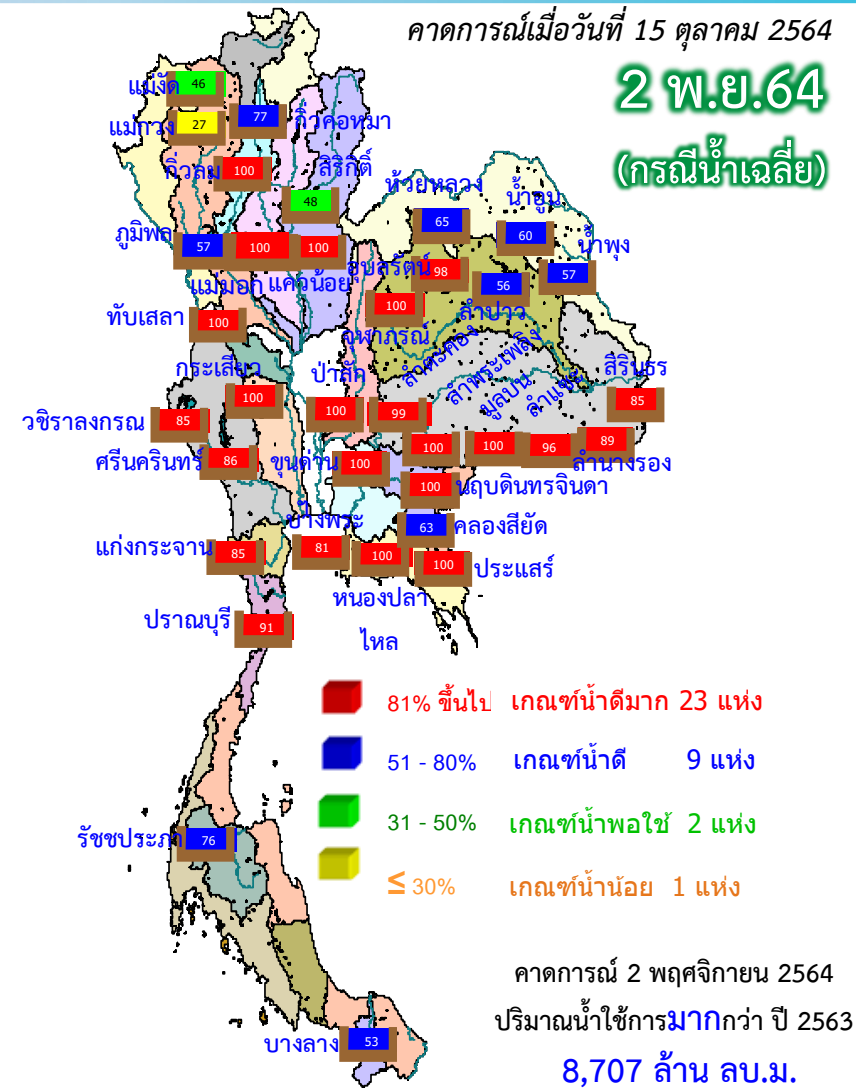 คาดการณ์เมื่อวันที่ 15 ตุลาคม 2564
2 พ.ย.64
(กรณีน้ำเฉลี่ย)
แม่งัด 46
แม่กวง 27
77 กิ่วคอหมา
กิ่วลม 100
สิริกิติ์
48
ห้วยหลวง
65
น้ำอูน
60
น้ำพุง
57
ภูมิพล
57
100
100
แม่มอก แควน้อย
อุบลรัตน์
98
56
ลำปาว
ทับเสลา 100
100
จุฬาภรณ์
ลำตะคอง
ลำพระเพลิง
มูลบน
ลำแชะ
สิรินธร
85
กระเสียว
100
ป่าสัก
100
99
วชิราลงกรณ 85
ศรีนครินทร์ 86
ขุนด่าน 100
100
100
96
89
ลำนางรอง
100 นฤบดินทรจินดา
บางพระ
81
63 คลองสียัด
แก่งกระจาน 85
100
100 ประแสร์
หนองปลา
ไหล
ปราณบุรี 91
81% ขึ้นไป เกณฑ์น้ำดีมาก 23 แห่ง
51 - 80% เกณฑ์น้ำดี 9 แห่ง
31 - 50% เกณฑ์น้ำพอใช้ 2 แห่ง
≤ 30% เกณฑ์น้ำน้อย 1 แห่ง
รัชชประภา 76
คาดการณ์ 2 พฤศจิกายน 2564
ปริมาณน้ำใช้การมากกว่า ปี 2563
8,707 ล้าน ลบ.ม.
บางลาง 53